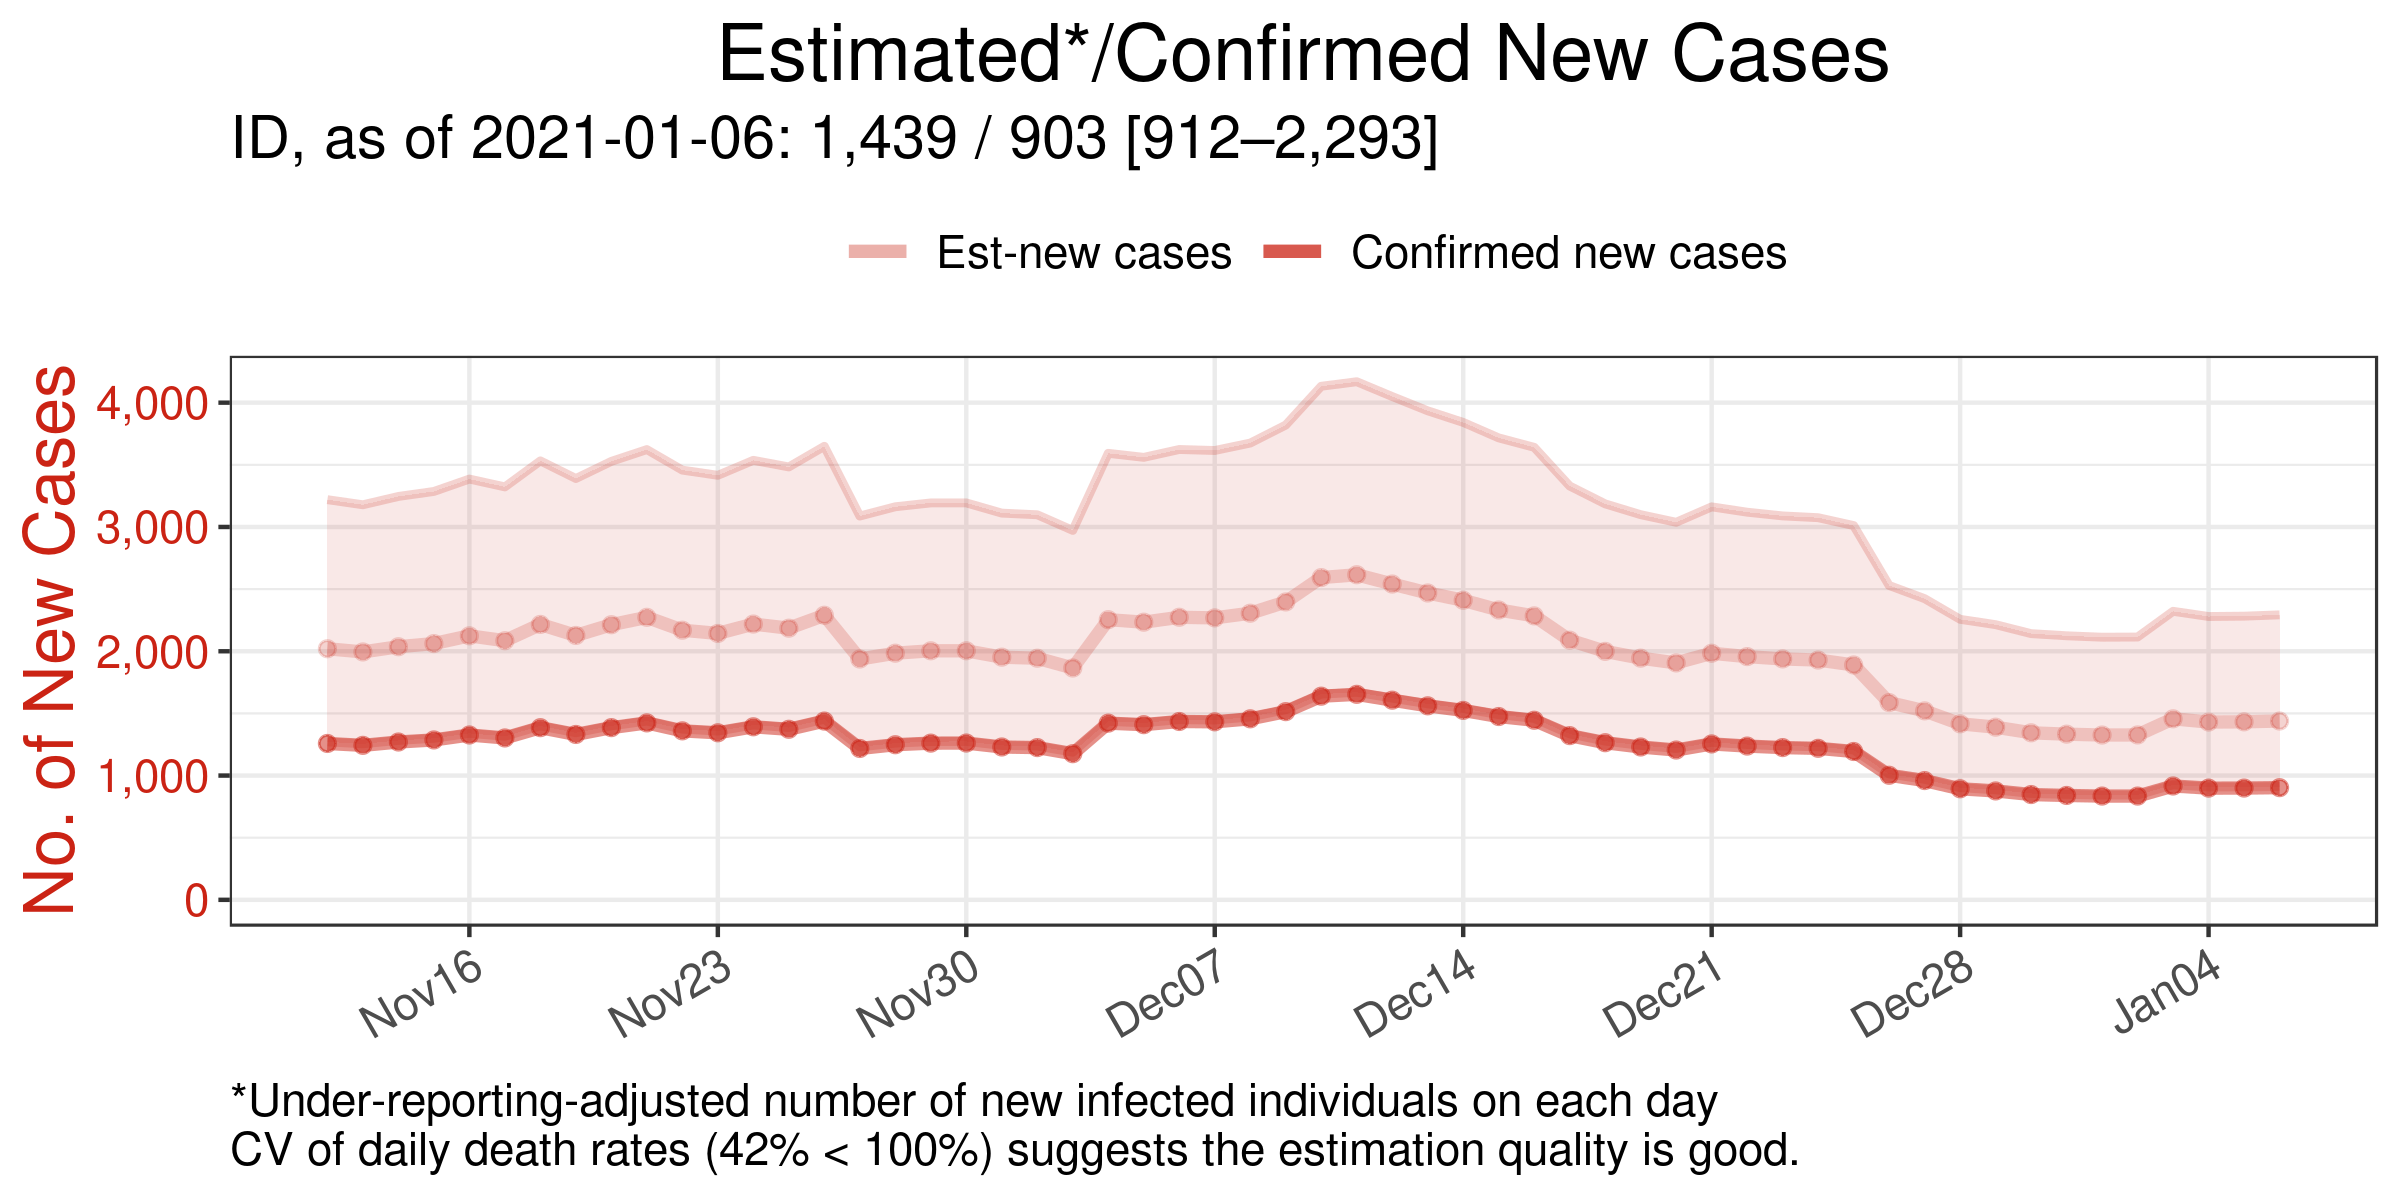 Estimated*/Confirmed New Cases
ID, as of 2021-01-06: 1,439 / 903 [912–2,293]
Est-new cases Confirmed new cases
No. of New Cases
4,000
3,000
2,000
1,000
0
Nov16 Nov23 Nov30 Dec07 Dec14 Dec21 Dec28 Jan04
*Under-reporting-adjusted number of new infected individuals on each day
CV of daily death rates (42% < 100%) suggests the estimation quality is good.